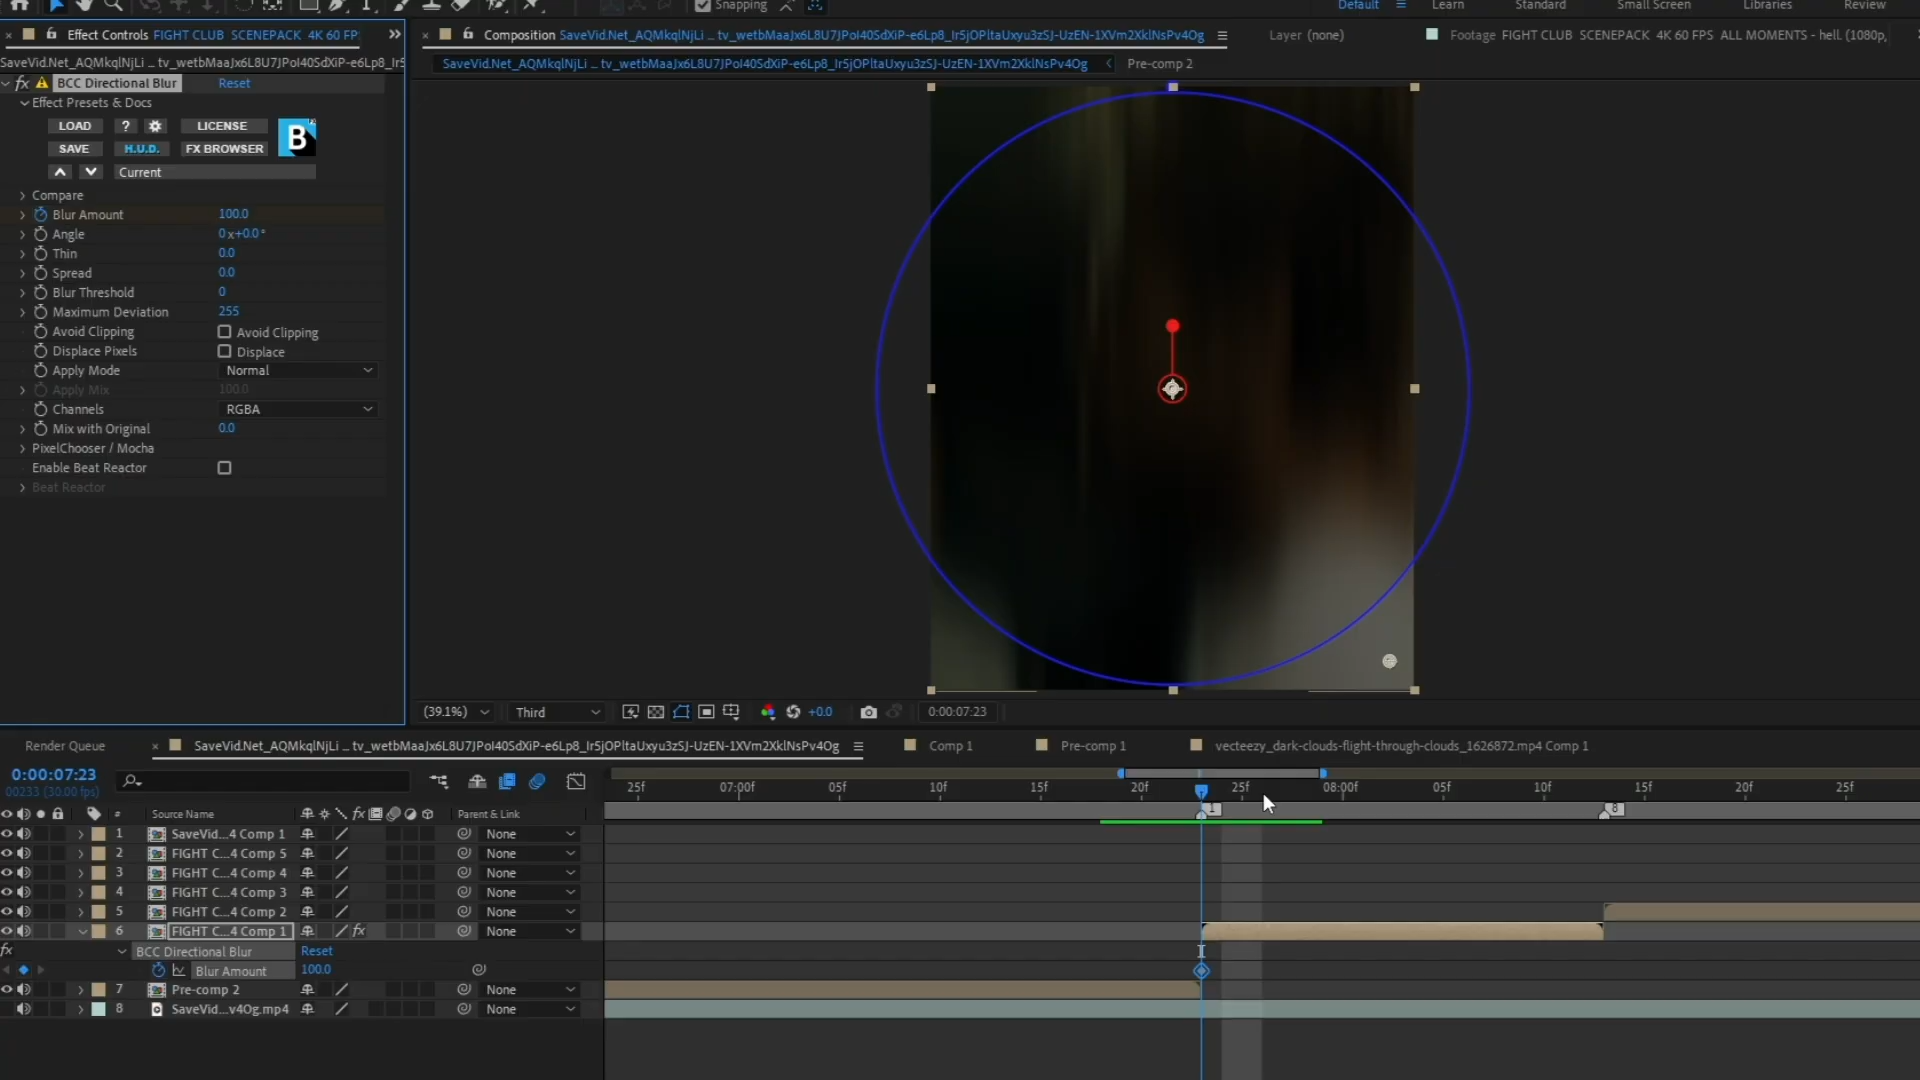 Snapping
Default
Learn
Standard
Small Screen
Libraries
Review
Effect Controls FIGHT CLUB SCENEPACK 4K 60 FP
Composition SaveVid.Net_AQMkqlNjLi _ tv_wetbMaaJx6L8U7JPoI40SdXiP-e6Lp8_Ir5jOPltaUxyu3zSJ-UzEN-1XVm2XklNsPv4Og
Layer (none)
Footage FIGHT CLUB SCENEPACK 4K 60 FPS ALL MOMENTS - hell. (1080p,
SaveVid.Net_AQMkqlNjLi _ tv_wetbMaaJx6L8U7JPoI40SdXiP-e6Lp8_Ir5
SaveVid.Net_AQMkqlNjLi _ tv_wetbMaaJx6L8U7JPoI40SdXiP-e6Lp8_Ir5jOPltaUxyu3zSJ-UzEN-1XVm2XklNsPv4Og
Pre-comp 2
fx BCC Directional Blur Reset
Effect Presets & Docs
LOAD ? LICENSE
B
SAVE H.U.D. FX BROWSER
Current
Compare
Blur Amount 100.0
Angle 0x+0.0°
Thin 0.0
Spread 0.0
Blur Threshold 0
Maximum Deviation 255
Avoid Clipping Avoid Clipping
Displace Pixels Displace
Apply Mode Normal
Apply Mix 100.0
Channels RGBA
Mix with Original 0.0
PixelChooser / Mocha
Enable Beat Reactor
Beat Reactor
(39.1%) Third +0.0 0:00:07:23
Render Queue
SaveVid.Net_AQMkqlNjLi _ tv_wetbMaaJx6L8U7JPoI40SdXiP-e6Lp8_Ir5jOPltaUxyu3zSJ-UzEN-1XVm2XklNsPv4Og
Comp 1
Pre-comp 1
vecteezy_dark-clouds-flight-through-clouds_1626872.mp4 Comp 1
0:00:07:23
00233 (30.00 fps)
25f 07:00f 05f 10f 15f 20f 25f 08:00f 05f 10f 15f 20f 25f
1 8
# Source Name fx Parent & Link
1 SaveVid...4 Comp 1 None
2 FIGHT C...4 Comp 5 None
3 FIGHT C...4 Comp 4 None
4 FIGHT C...4 Comp 3 None
5 FIGHT C...4 Comp 2 None
6 FIGHT C...4 Comp 1 fx None
fx BCC Directional Blur Reset
Blur Amount 100.0
7 Pre-comp 2 None
8 SaveVid...v4Og.mp4 None